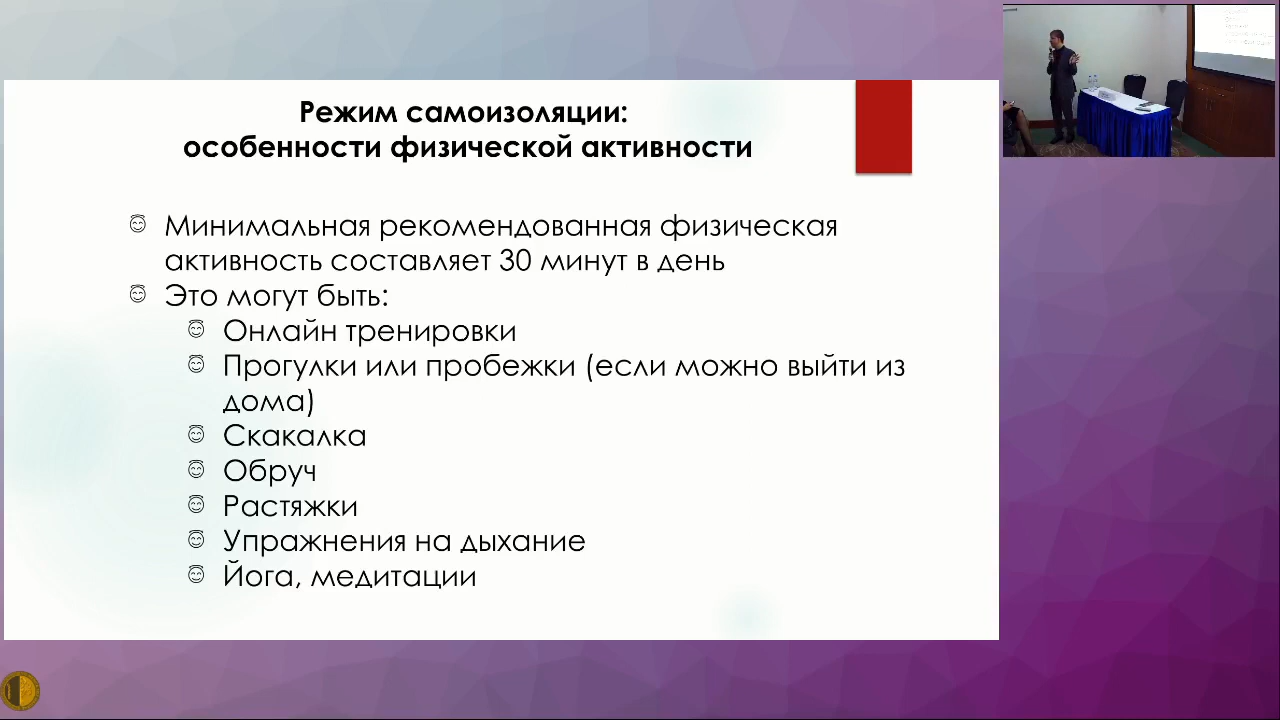 Режим самоизоляции:
особенности физической активности
Минимальная рекомендованная физическая
активность составляет 30 минут в день
Это могут быть:
Онлайн тренировки
Прогулки или пробежки (если можно выйти из
дома)
Скакалка
Обруч
Растяжки
Упражнения на дыхание
Йога, медитации